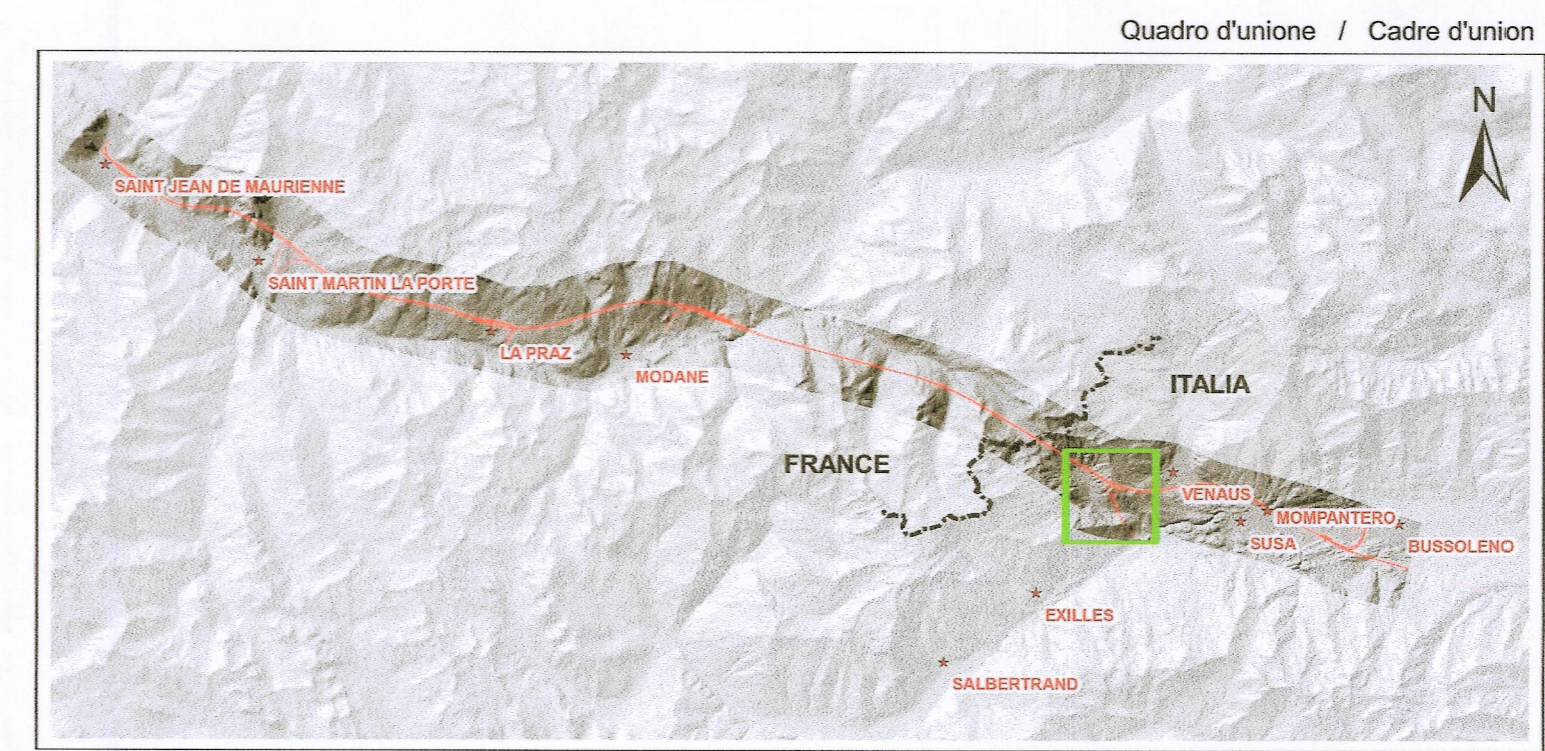 Quadro d'unione / Cadre d'union
N
SAINT JEAN DE MAURIENNE
SAINT MARTIN LA PORTE
LA PRAZ
MODANE
ITALIA
FRANCE
VENAUS
MOMPANTERO
SUSA
BUSSOLENO
EXILLES
SALBERTRAND